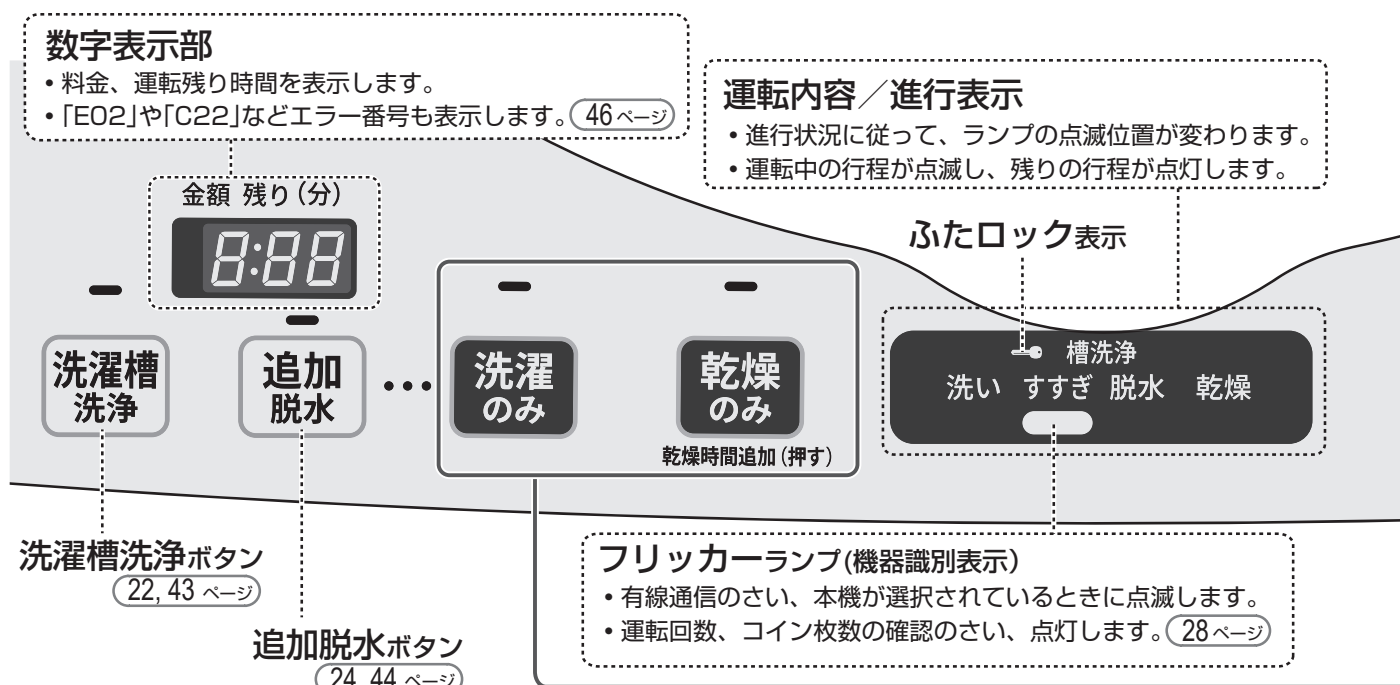 数字表示部
・料金、運転残り時間を表示します。
・「E02」や「C22」などエラー番号も表示します。 46ページ
運転内容／進行表示
・進行状況に従って、ランプの点滅位置が変わります。
・運転中の行程が点滅し、残りの行程が点灯します。
金額 残り(分)
8:88
ふたロック表示
槽洗浄
洗い すすぎ 脱水 乾燥
洗濯槽
洗浄
追加
脱水
•••
洗濯
のみ
乾燥
のみ
乾燥時間追加(押す)
洗濯槽洗浄ボタン
22, 43 ページ
追加脱水ボタン
24, 44 ページ
フリッカーランプ(機器識別表示)
・有線通信のさい、本機が選択されているときに点滅します。
・運転回数、コイン枚数の確認のさい、点灯します。 28ページ